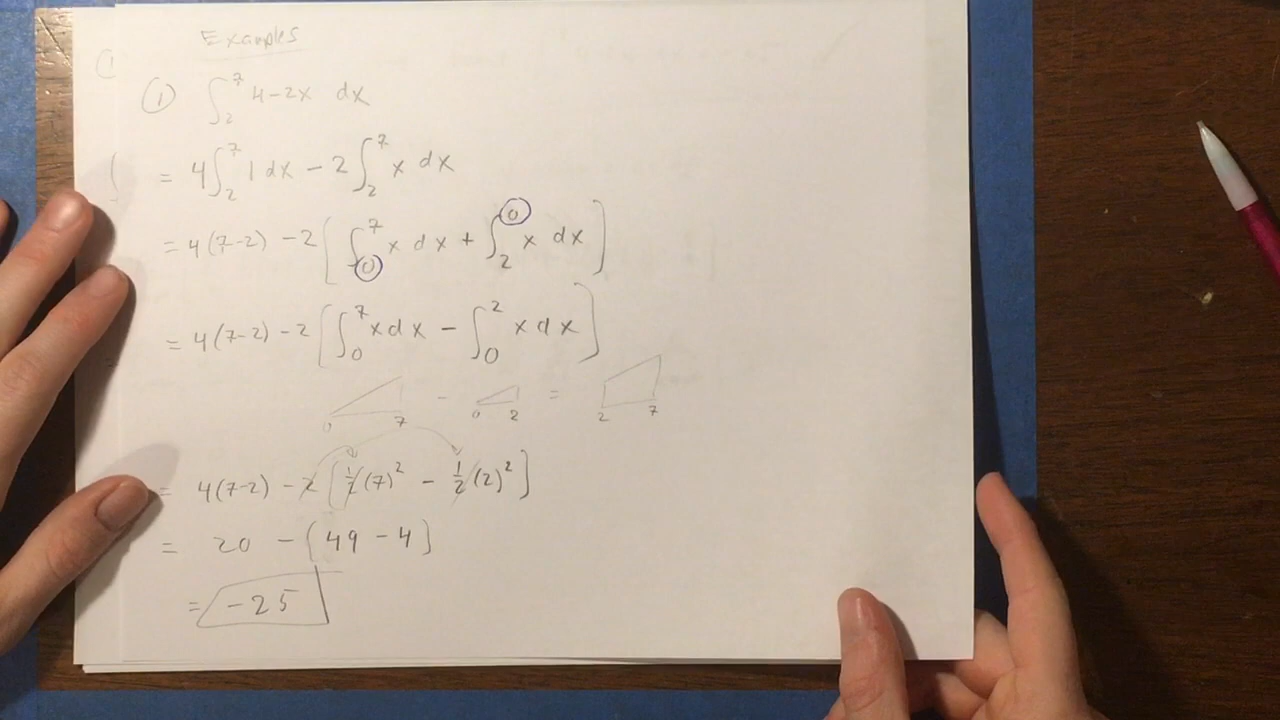 Examples
① ∫₂⁷ 4-2x dx
= 4∫₂⁷ 1 dx - 2∫₂⁷ x dx
= 4(7-2) - 2[∫₀⁷ x dx + ∫₂⁰ x dx]
= 4(7-2) - 2[∫₀⁷ x dx - ∫₀² x dx]
- =
0 7 0 2 2 7
= 4(7-2) - 2[½(7)² - ½(2)²]
= 20 - [49 - 4]
= -25